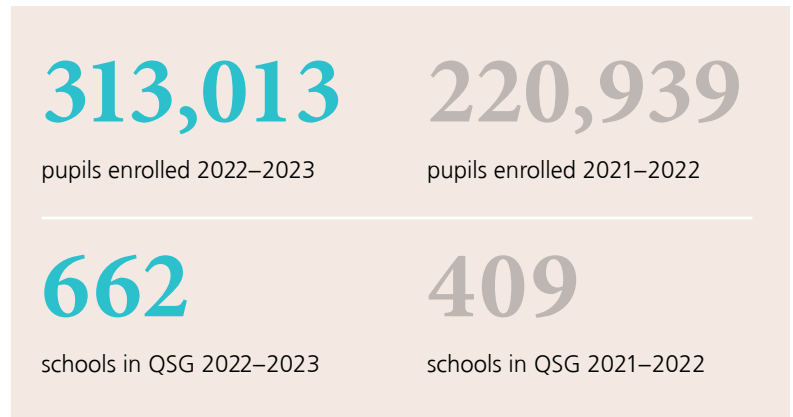 313,013 220,939
pupils enrolled 2022–2023 pupils enrolled 2021–2022
662 409
schools in QSG 2022–2023 schools in QSG 2021–2022